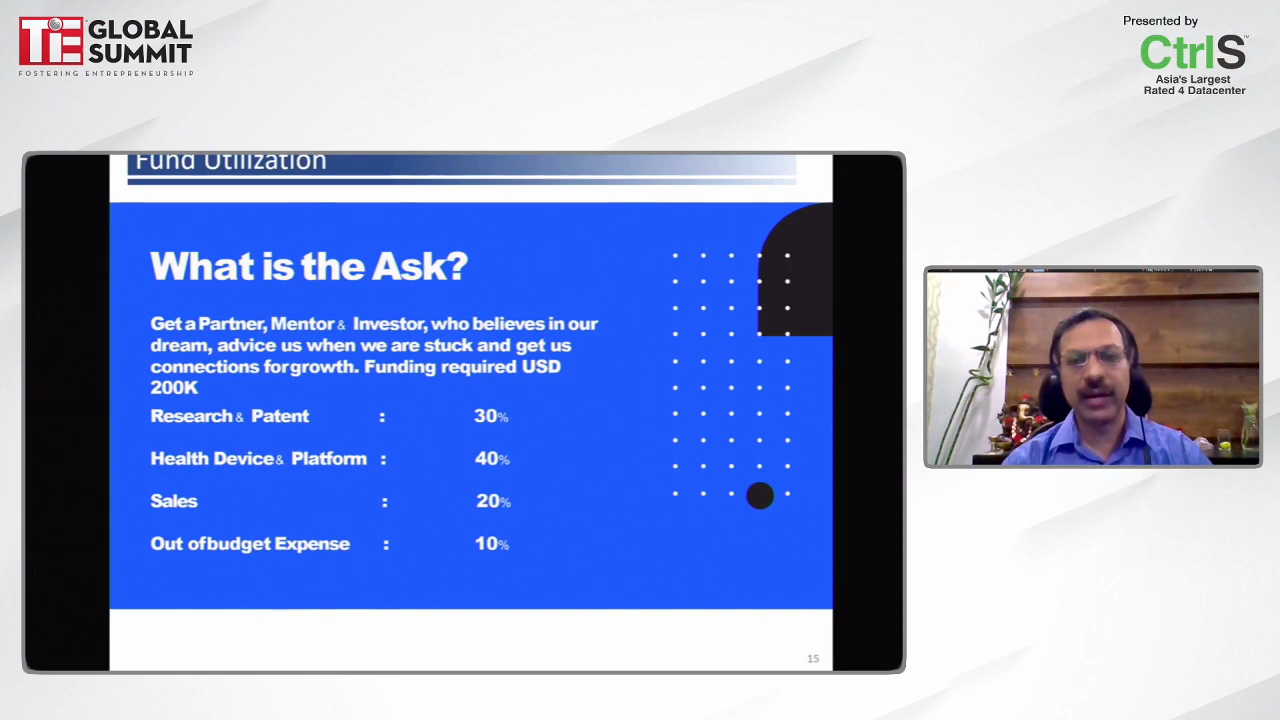 TiE GLOBAL
SUMMIT
FOSTERING ENTREPRENEURSHIP
Presented by
CtrlS™
Asia's Largest
Rated 4 Datacenter
Fund Utilization
What is the Ask?
Get a Partner, Mentor & Investor, who believes in our
dream, advice us when we are stuck and get us
connections forgrowth. Funding required USD
200K
Research & Patent : 30%
Health Device & Platform : 40%
Sales : 20%
Out ofbudget Expense : 10%
15